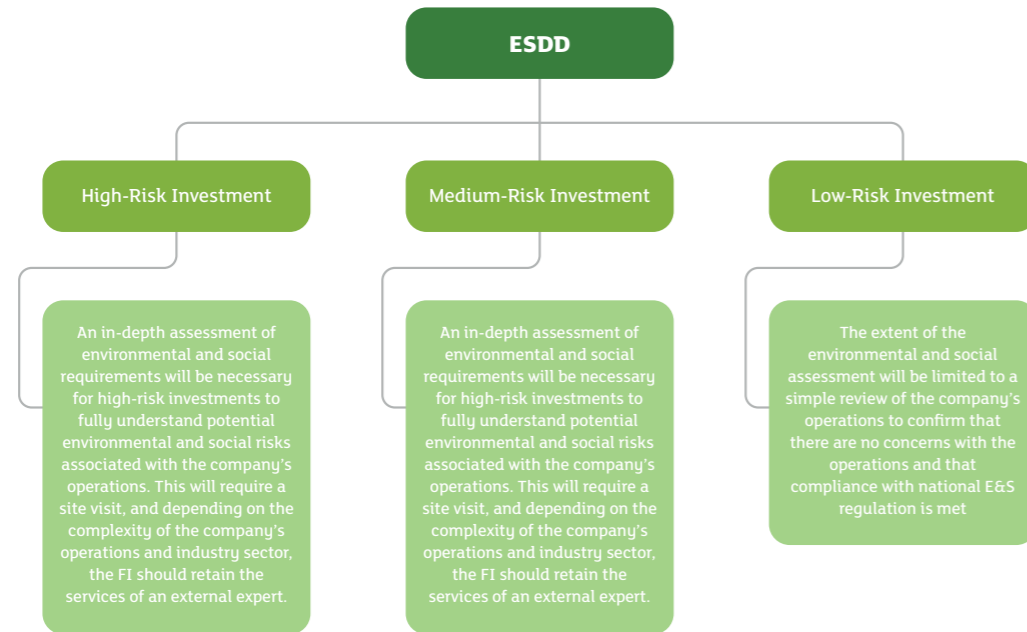 ESDD
High-Risk Investment
Medium-Risk Investment
Low-Risk Investment
An in-depth assessment of
environmental and social
requirements will be necessary
for high-risk investments to
fully understand potential
environmental and social risks
associated with the company's
operations. This will require a
site visit, and depending on the
complexity of the company's
operations and industry sector,
the FI should retain the
services of an external expert.
An in-depth assessment of
environmental and social
requirements will be necessary
for high-risk investments to
fully understand potential
environmental and social risks
associated with the company's
operations. This will require a
site visit, and depending on the
complexity of the company's
operations and industry sector,
the FI should retain the
services of an external expert.
The extent of the
environmental and social
assessment will be limited to a
simple review of the company's
operations to confirm that
there are no concerns with the
operations and that
compliance with national E&S
regulation is met